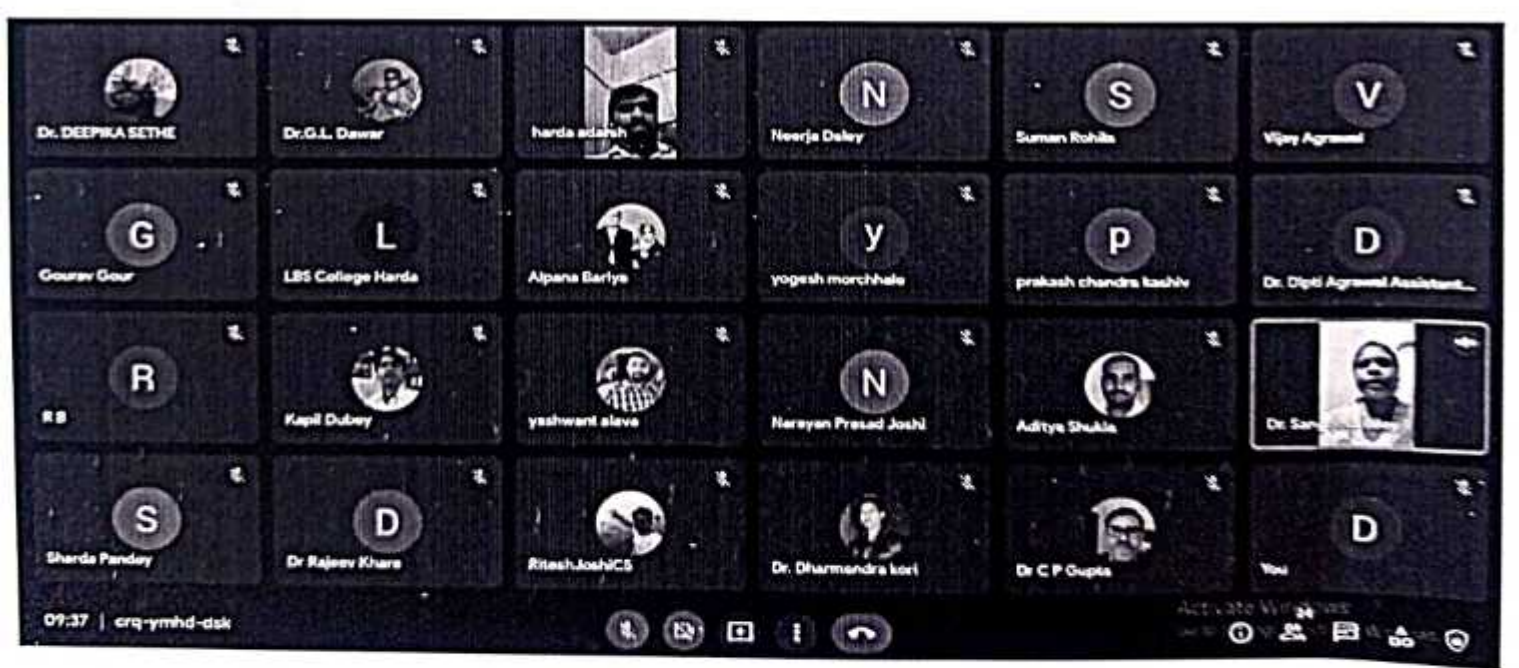 Dr. DEEPIKA SETHE
Dr.G.L. Dawar
harda adarsh
N
Neerja Daley
S
Suman Rohila
V
Vijay Agrawal
G
Gourav Gour
L
LBS College Harda
Alpana Bariya
y
yogesh morchhale
p
prakash chandra kashiv
D
Dr. Dipti Agrawal Assistant...
R
R B
Kapil Dubey
yashwant alava
N
Narayan Prasad Joshi
Aditya Shukla
Dr.
S
Sharda Pandey
D
Dr Rajeev Khare
RiteshJoshiCS
Dr. Dharmendra kori
Dr C P Gupta
D
You
09:37 | crq-ymhd-dsk
Activate Windows
24